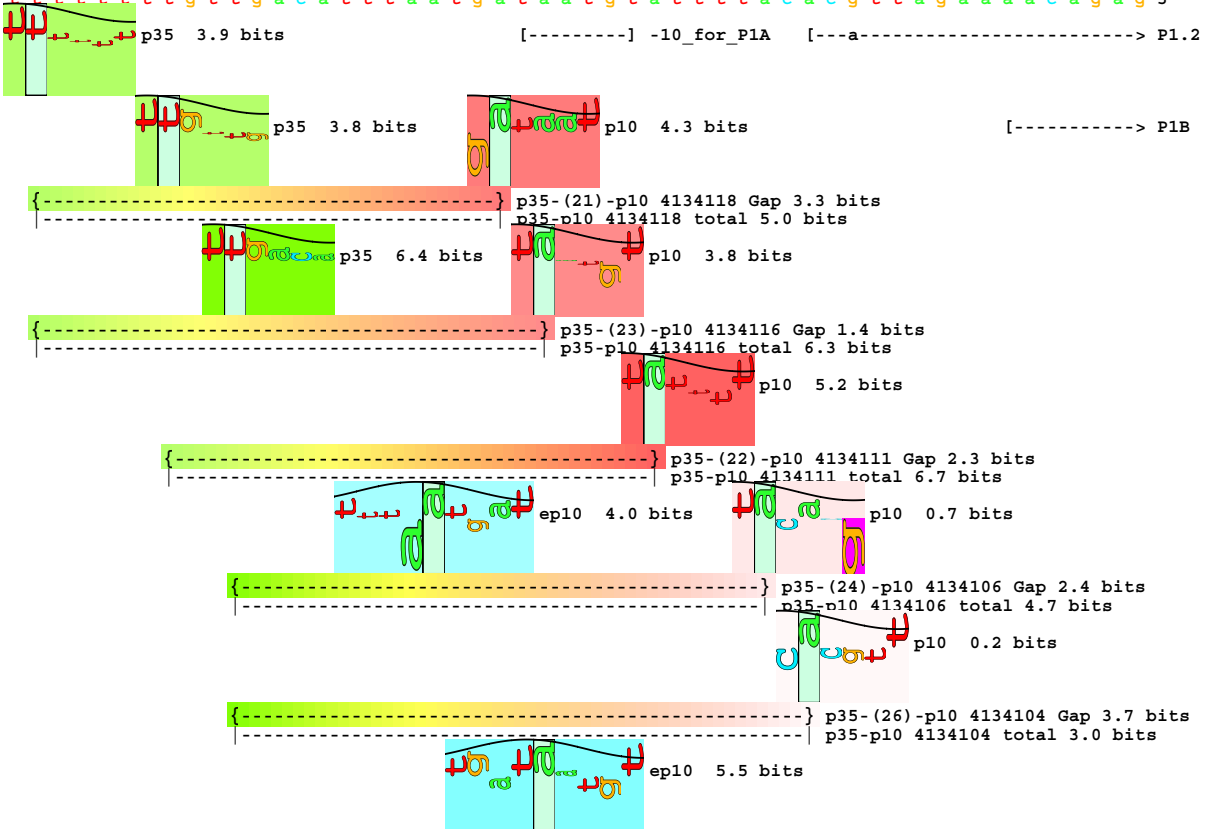 t t t t t t t t g t t g a c a t t t a a t g a t a a t g t a t t t t a c a c g t t a g a a a a c a g a g 3'
t t t t t t p35 3.9 bits [---------] -10_for_P1A [---a-------------------------> P1.2
t t g t t g p35 3.8 bits g a t a a t p10 4.3 bits [-----------> P1B
{------------------------------------------} p35-(21)-p10 4134118 Gap 3.3 bits
|------------------------------------------| p35-p10 4134118 total 5.0 bits
t t g a c a p35 6.4 bits t a a t g t p10 3.8 bits
{----------------------------------------------} p35-(23)-p10 4134116 Gap 1.4 bits
|----------------------------------------------| p35-p10 4134116 total 6.3 bits
t a t t t t p10 5.2 bits
{--------------------------------------------} p35-(22)-p10 4134111 Gap 2.3 bits
|--------------------------------------------| p35-p10 4134111 total 6.7 bits
t t t a a t g a t ep10 4.0 bits t a c a c g p10 0.7 bits
{------------------------------------------------} p35-(24)-p10 4134106 Gap 2.4 bits
|------------------------------------------------| p35-p10 4134106 total 4.7 bits
c a c g t t p10 0.2 bits
{----------------------------------------------------} p35-(26)-p10 4134104 Gap 3.7 bits
|----------------------------------------------------| p35-p10 4134104 total 3.0 bits
t g a t a a t g t ep10 5.5 bits